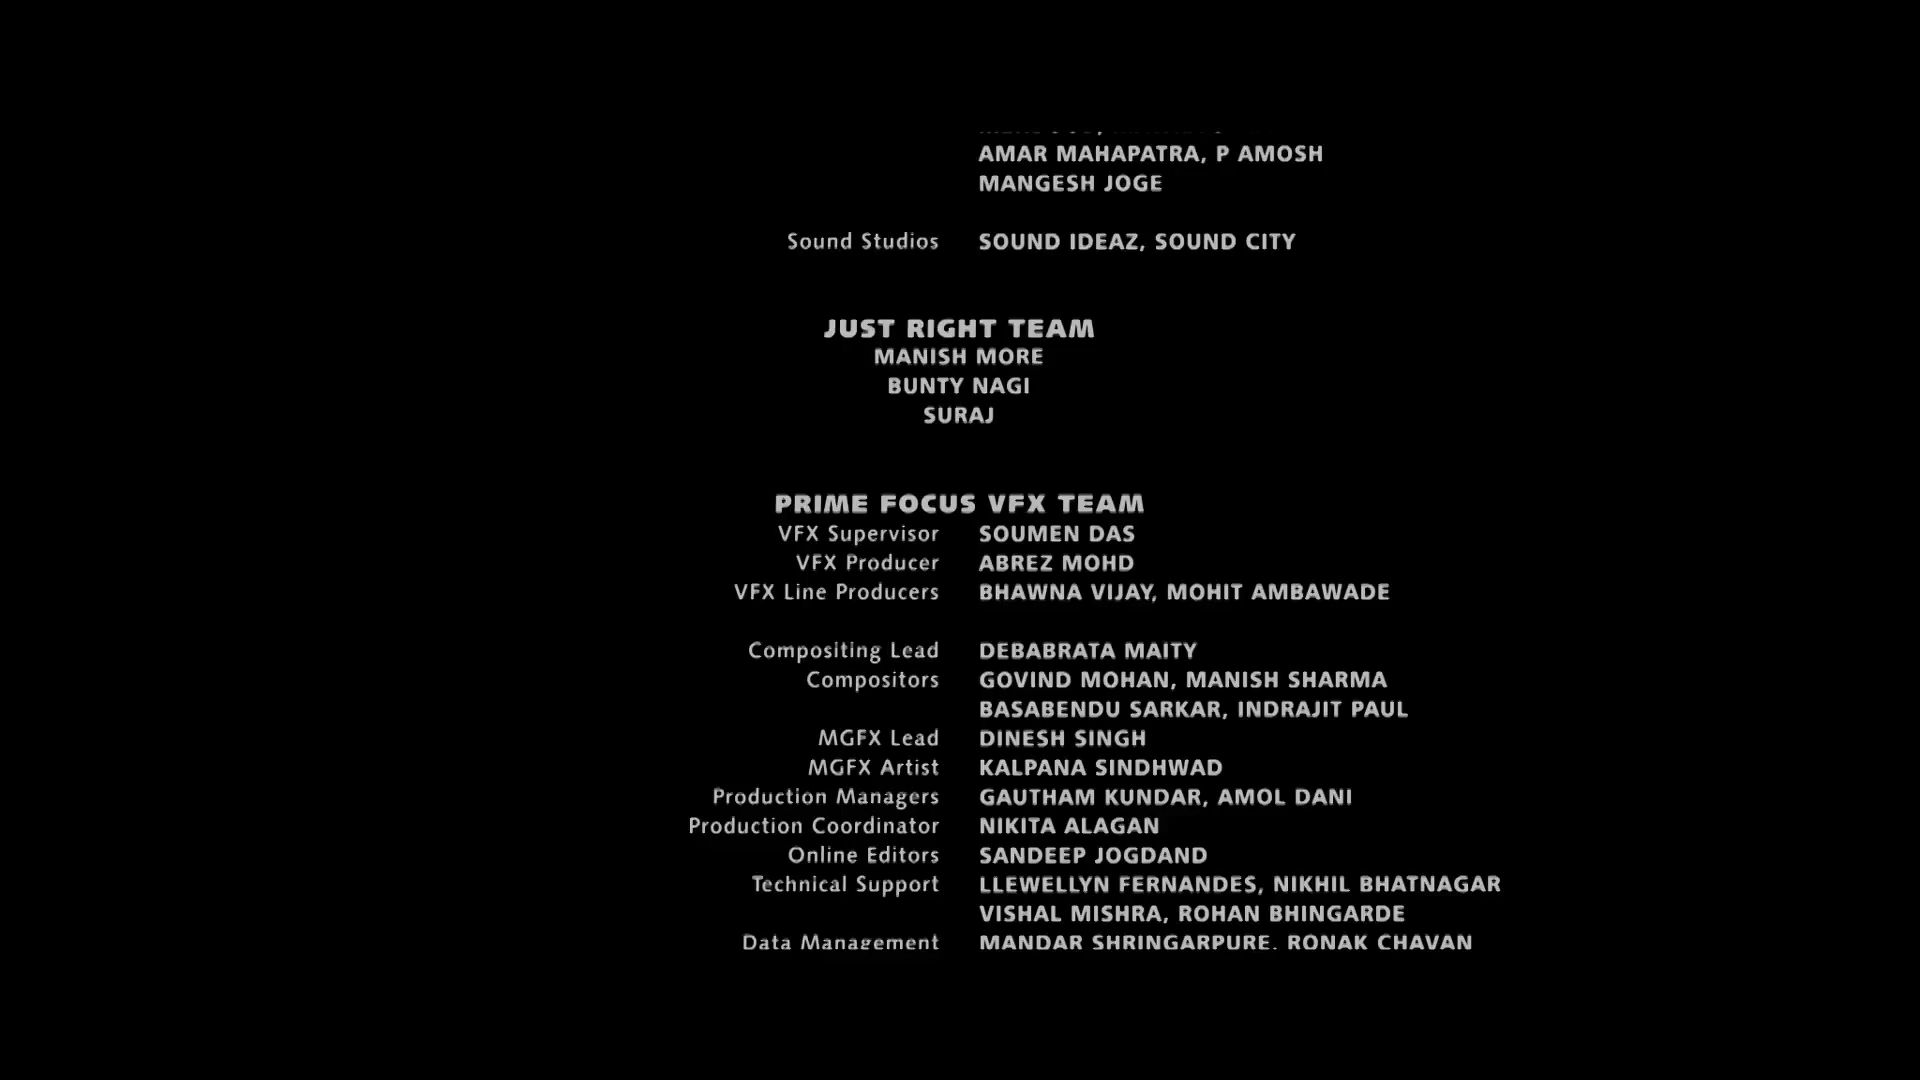 AMAR MAHAPATRA, P AMOSH
MANGESH JOGE
Sound Studios SOUND IDEAZ, SOUND CITY
JUST RIGHT TEAM
MANISH MORE
BUNTY NAGI
SURAJ
PRIME FOCUS VFX TEAM
VFX Supervisor SOUMEN DAS
VFX Producer ABREZ MOHD
VFX Line Producers BHAWNA VIJAY, MOHIT AMBAWADE
Compositing Lead DEBABRATA MAITY
Compositors GOVIND MOHAN, MANISH SHARMA
BASABENDU SARKAR, INDRAJIT PAUL
MGFX Lead DINESH SINGH
MGFX Artist KALPANA SINDHWAD
Production Managers GAUTHAM KUNDAR, AMOL DANI
Production Coordinator NIKITA ALAGAN
Online Editors SANDEEP JOGDAND
Technical Support LLEWELLYN FERNANDES, NIKHIL BHATNAGAR
VISHAL MISHRA, ROHAN BHINGARDE
Data Management MANDAR SHRINGARPURE, RONAK CHAVAN